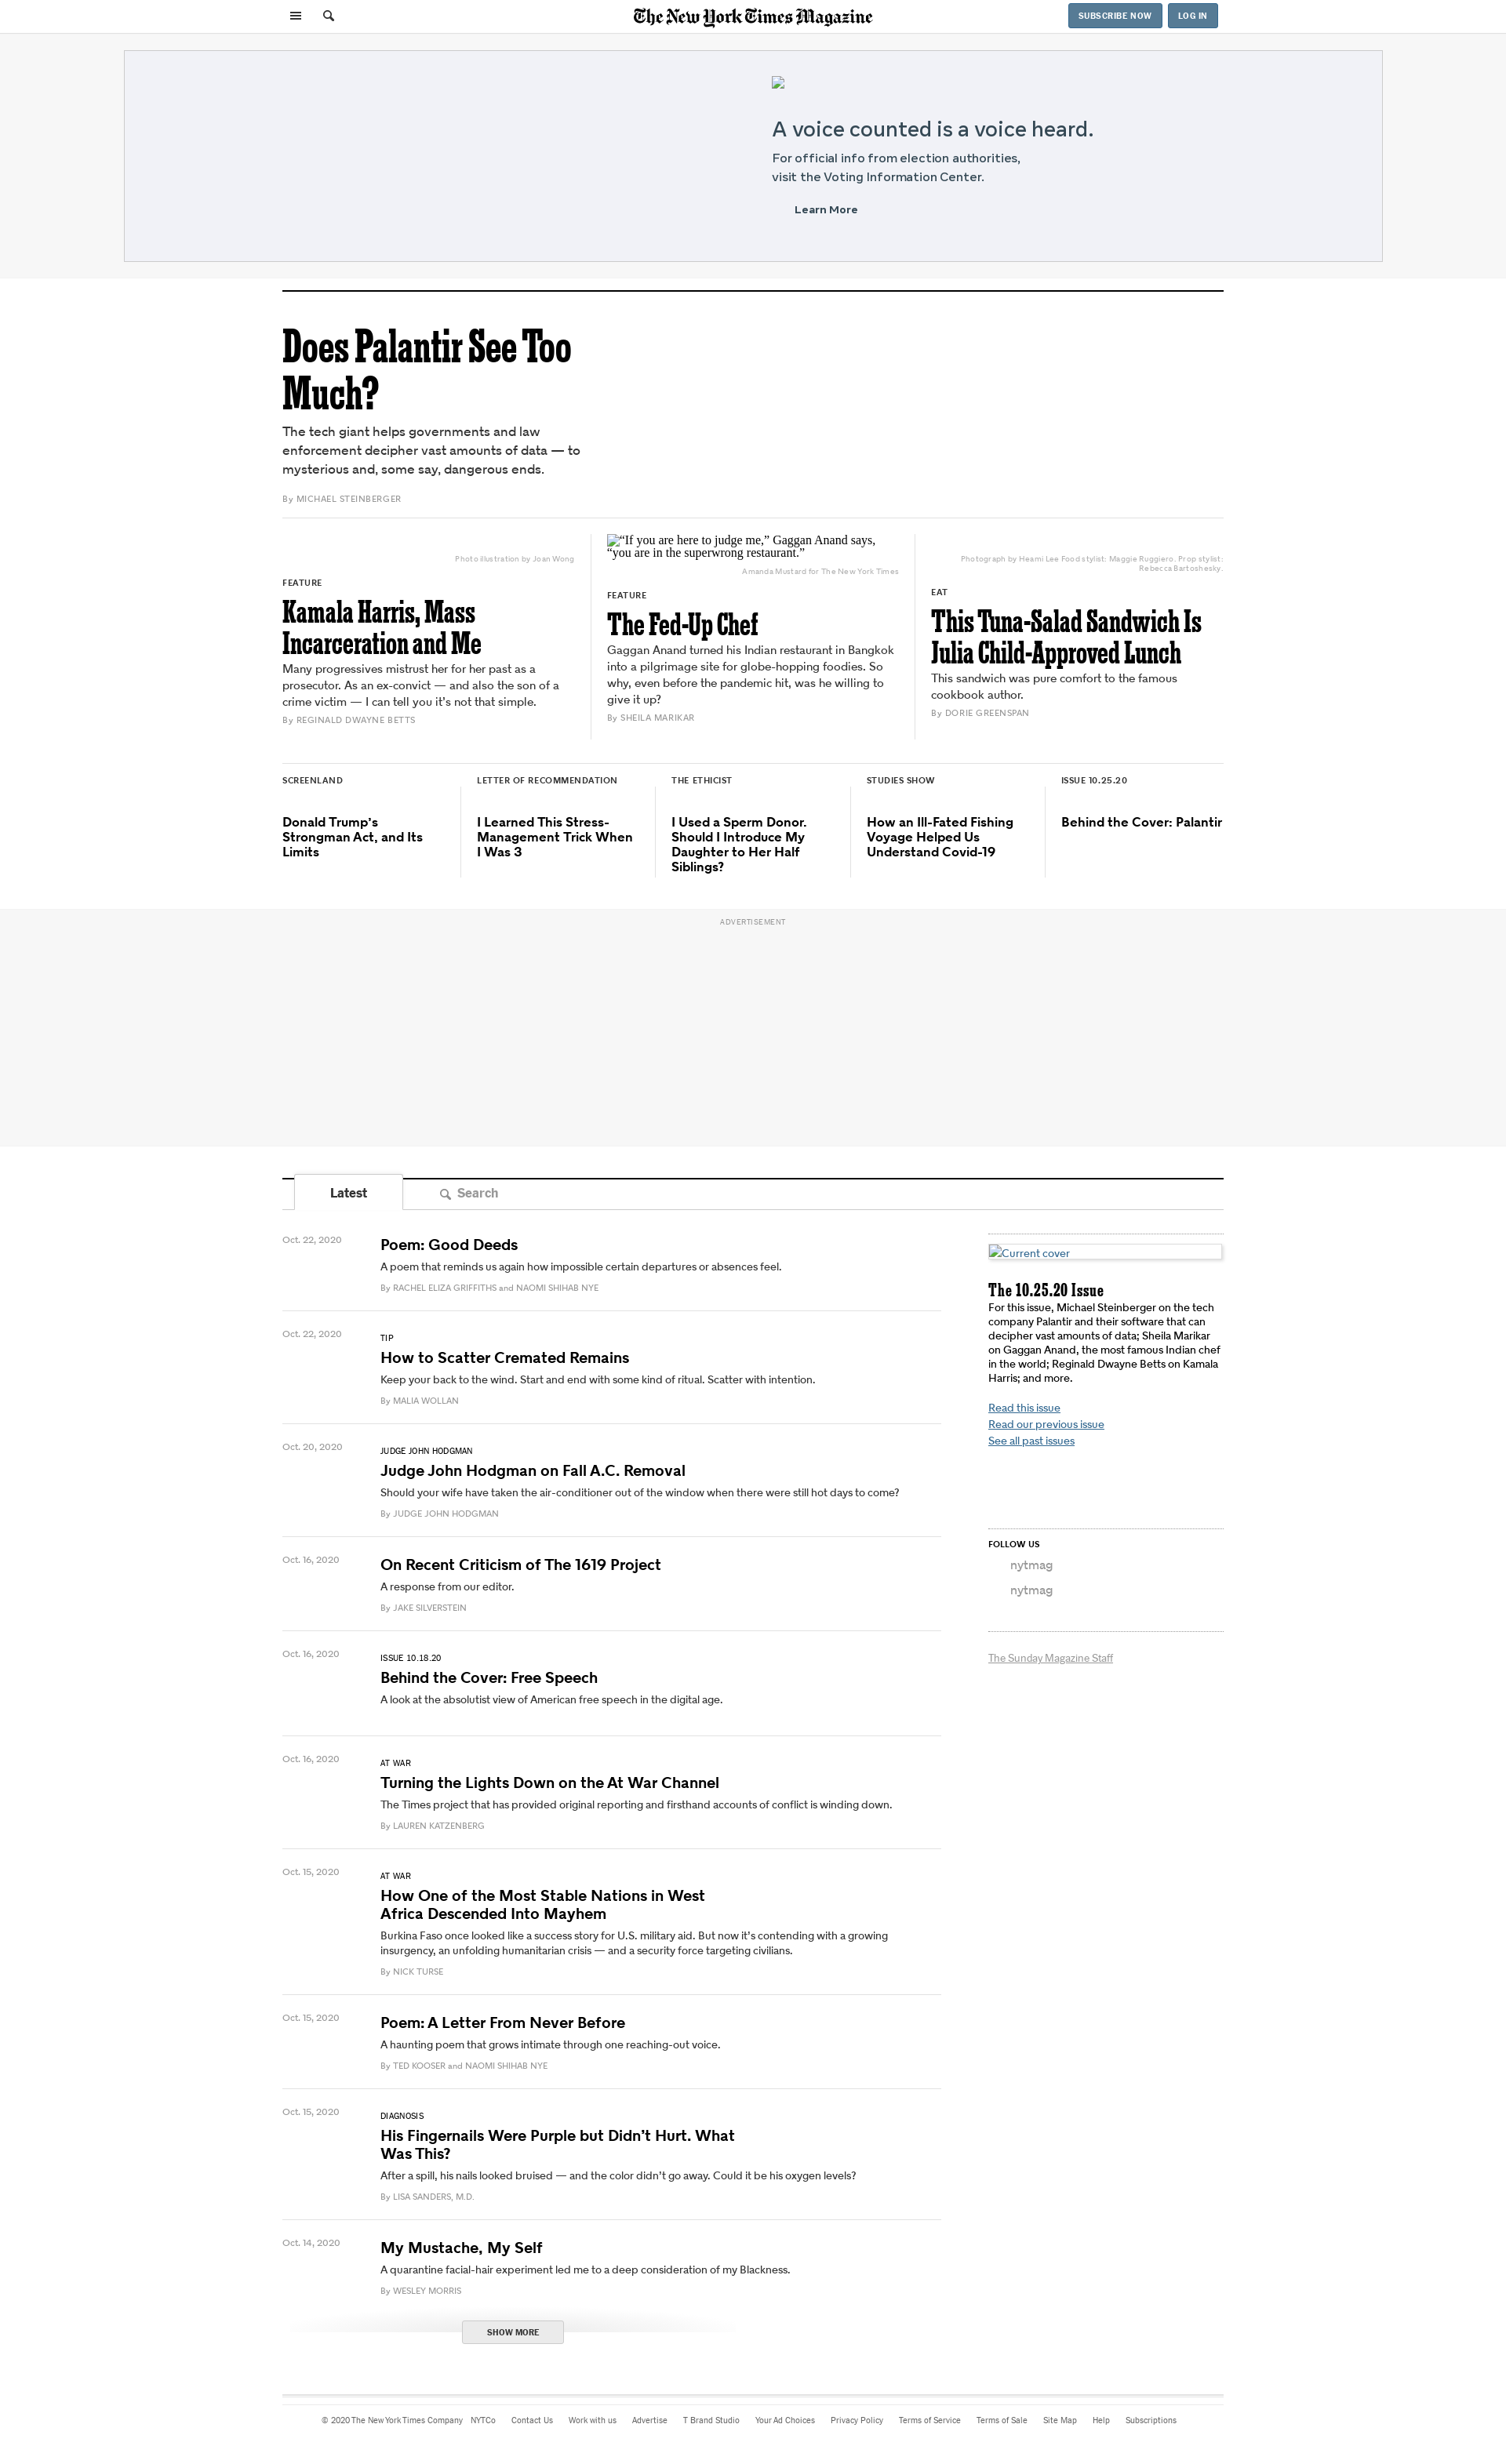 The New York Times Magazine
SUBSCRIBE NOW
LOG IN
A voice counted is a voice heard.
For official info from election authorities,
visit the Voting Information Center.
Learn More
Does Palantir See Too
Much?
The tech giant helps governments and law
enforcement decipher vast amounts of data — to
mysterious and, some say, dangerous ends.
By MICHAEL STEINBERGER
Photo illustration by Joan Wong
FEATURE
Kamala Harris, Mass
Incarceration and Me
Many progressives mistrust her for her past as a
prosecutor. As an ex-convict — and also the son of a
crime victim — I can tell you it’s not that simple.
By REGINALD DWAYNE BETTS
“If you are here to judge me,” Gaggan Anand says,
“you are in the superwrong restaurant.”
Amanda Mustard for The New York Times
FEATURE
The Fed-Up Chef
Gaggan Anand turned his Indian restaurant in Bangkok
into a pilgrimage site for globe-hopping foodies. So
why, even before the pandemic hit, was he willing to
give it up?
By SHEILA MARIKAR
Photograph by Heami Lee Food stylist: Maggie Ruggiero. Prop stylist:
Rebecca Bartoshesky.
EAT
This Tuna-Salad Sandwich Is
Julia Child-Approved Lunch
This sandwich was pure comfort to the famous
cookbook author.
By DORIE GREENSPAN
SCREENLAND
Donald Trump’s
Strongman Act, and Its
Limits
LETTER OF RECOMMENDATION
I Learned This Stress-
Management Trick When
I Was 3
THE ETHICIST
I Used a Sperm Donor.
Should I Introduce My
Daughter to Her Half
Siblings?
STUDIES SHOW
How an Ill-Fated Fishing
Voyage Helped Us
Understand Covid-19
ISSUE 10.25.20
Behind the Cover: Palantir
ADVERTISEMENT
Latest
Search
Oct. 22, 2020
Poem: Good Deeds
A poem that reminds us again how impossible certain departures or absences feel.
By RACHEL ELIZA GRIFFITHS and NAOMI SHIHAB NYE
Oct. 22, 2020
TIP
How to Scatter Cremated Remains
Keep your back to the wind. Start and end with some kind of ritual. Scatter with intention.
By MALIA WOLLAN
Oct. 20, 2020
JUDGE JOHN HODGMAN
Judge John Hodgman on Fall A.C. Removal
Should your wife have taken the air-conditioner out of the window when there were still hot days to come?
By JUDGE JOHN HODGMAN
Oct. 16, 2020
On Recent Criticism of The 1619 Project
A response from our editor.
By JAKE SILVERSTEIN
Oct. 16, 2020
ISSUE 10.18.20
Behind the Cover: Free Speech
A look at the absolutist view of American free speech in the digital age.
Oct. 16, 2020
AT WAR
Turning the Lights Down on the At War Channel
The Times project that has provided original reporting and firsthand accounts of conflict is winding down.
By LAUREN KATZENBERG
Oct. 15, 2020
AT WAR
How One of the Most Stable Nations in West
Africa Descended Into Mayhem
Burkina Faso once looked like a success story for U.S. military aid. But now it’s contending with a growing
insurgency, an unfolding humanitarian crisis — and a security force targeting civilians.
By NICK TURSE
Oct. 15, 2020
Poem: A Letter From Never Before
A haunting poem that grows intimate through one reaching-out voice.
By TED KOOSER and NAOMI SHIHAB NYE
Oct. 15, 2020
DIAGNOSIS
His Fingernails Were Purple but Didn’t Hurt. What
Was This?
After a spill, his nails looked bruised — and the color didn’t go away. Could it be his oxygen levels?
By LISA SANDERS, M.D.
Oct. 14, 2020
My Mustache, My Self
A quarantine facial-hair experiment led me to a deep consideration of my Blackness.
By WESLEY MORRIS
SHOW MORE
Current cover
The 10.25.20 Issue
For this issue, Michael Steinberger on the tech
company Palantir and their software that can
decipher vast amounts of data; Sheila Marikar
on Gaggan Anand, the most famous Indian chef
in the world; Reginald Dwayne Betts on Kamala
Harris; and more.
Read this issue
Read our previous issue
See all past issues
FOLLOW US
nytmag
nytmag
The Sunday Magazine Staff
© 2020 The New York Times Company NYTCo Contact Us Work with us Advertise T Brand Studio Your Ad Choices Privacy Policy Terms of Service Terms of Sale Site Map Help Subscriptions